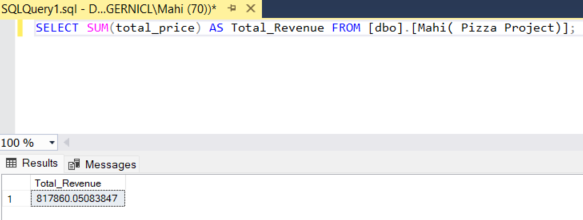 SQLQuery1.sql - D...GERNICL\Mahi (70))*
SELECT SUM(total_price) AS Total_Revenue FROM [dbo].[Mahi( Pizza Project)];
100 %
Results Messages
Total_Revenue
1 817860.05083847